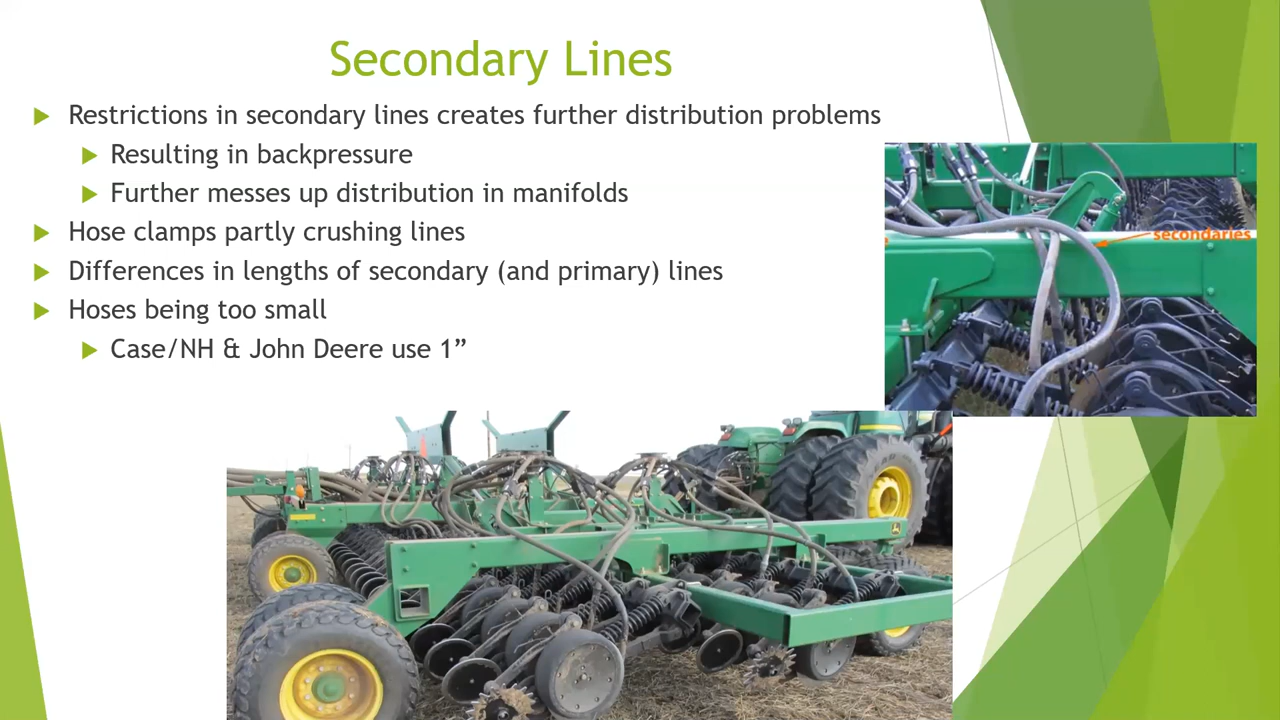 Secondary Lines
Restrictions in secondary lines creates further distribution problems
Resulting in backpressure
Further messes up distribution in manifolds
Hose clamps partly crushing lines
Differences in lengths of secondary (and primary) lines
Hoses being too small
Case/NH & John Deere use 1”
secondaries